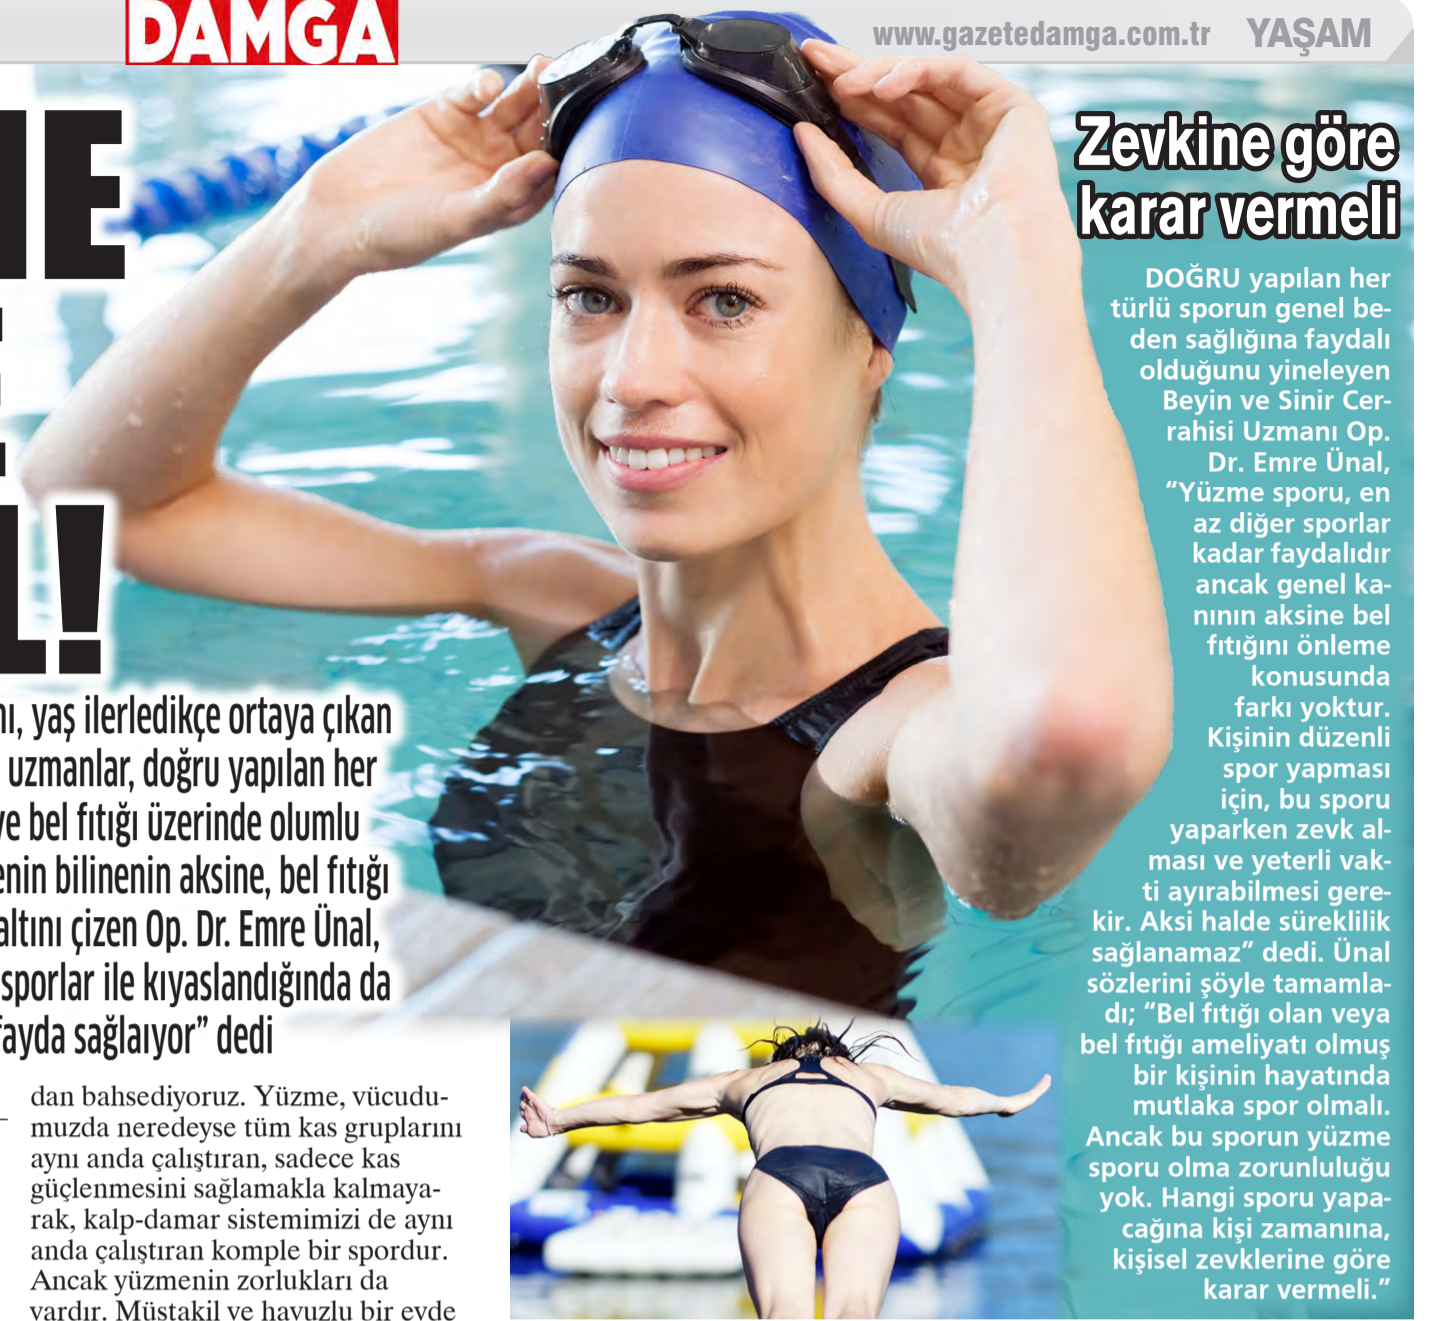 DAMGA
www.gazetedamga.com.tr YAŞAM
Zevkine göre
karar vermeli
DOĞRU yapılan her
türlü sporun genel be-
den sağlığına faydalı
olduğunu yineleyen
Beyin ve Sinir Cer-
rahisi Uzmanı Op.
Dr. Emre Ünal,
“Yüzme sporu, en
az diğer sporlar
kadar faydalıdır
ancak genel ka-
nının aksine bel
fıtığını önleme
konusunda
farkı yoktur.
Kişinin düzenli
spor yapması
için, bu sporu
yaparken zevk al-
ması ve yeterli vak-
ti ayırabilmesi gere-
kir. Aksi halde süreklilik
sağlanamaz” dedi. Ünal
sözlerini şöyle tamamla-
dı; “Bel fıtığı olan veya
bel fıtığı ameliyatı olmuş
bir kişinin hayatında
mutlaka spor olmalı.
Ancak bu sporun yüzme
sporu olma zorunluluğu
yok. Hangi sporu yapa-
cağına kişi zamanına,
kişisel zevklerine göre
karar vermeli.”
yaş ilerledikçe ortaya çıkan
uzmanlar, doğru yapılan her
ve bel fıtığı üzerinde olumlu
bilinenin aksine, bel fıtığı
altını çizen Op. Dr. Emre Ünal,
sporlar ile kıyaslandığında da
fayda sağlaıyor” dedi
dan bahsediyoruz. Yüzme, vücudu-
muzda neredeyse tüm kas gruplarını
aynı anda çalıştıran, sadece kas
güçlenmesini sağlamakla kalmaya-
rak, kalp-damar sistemimizi de aynı
anda çalıştıran komple bir spordur.
Ancak yüzmenin zorlukları da
vardır. Müstakil ve havuzlu bir evde